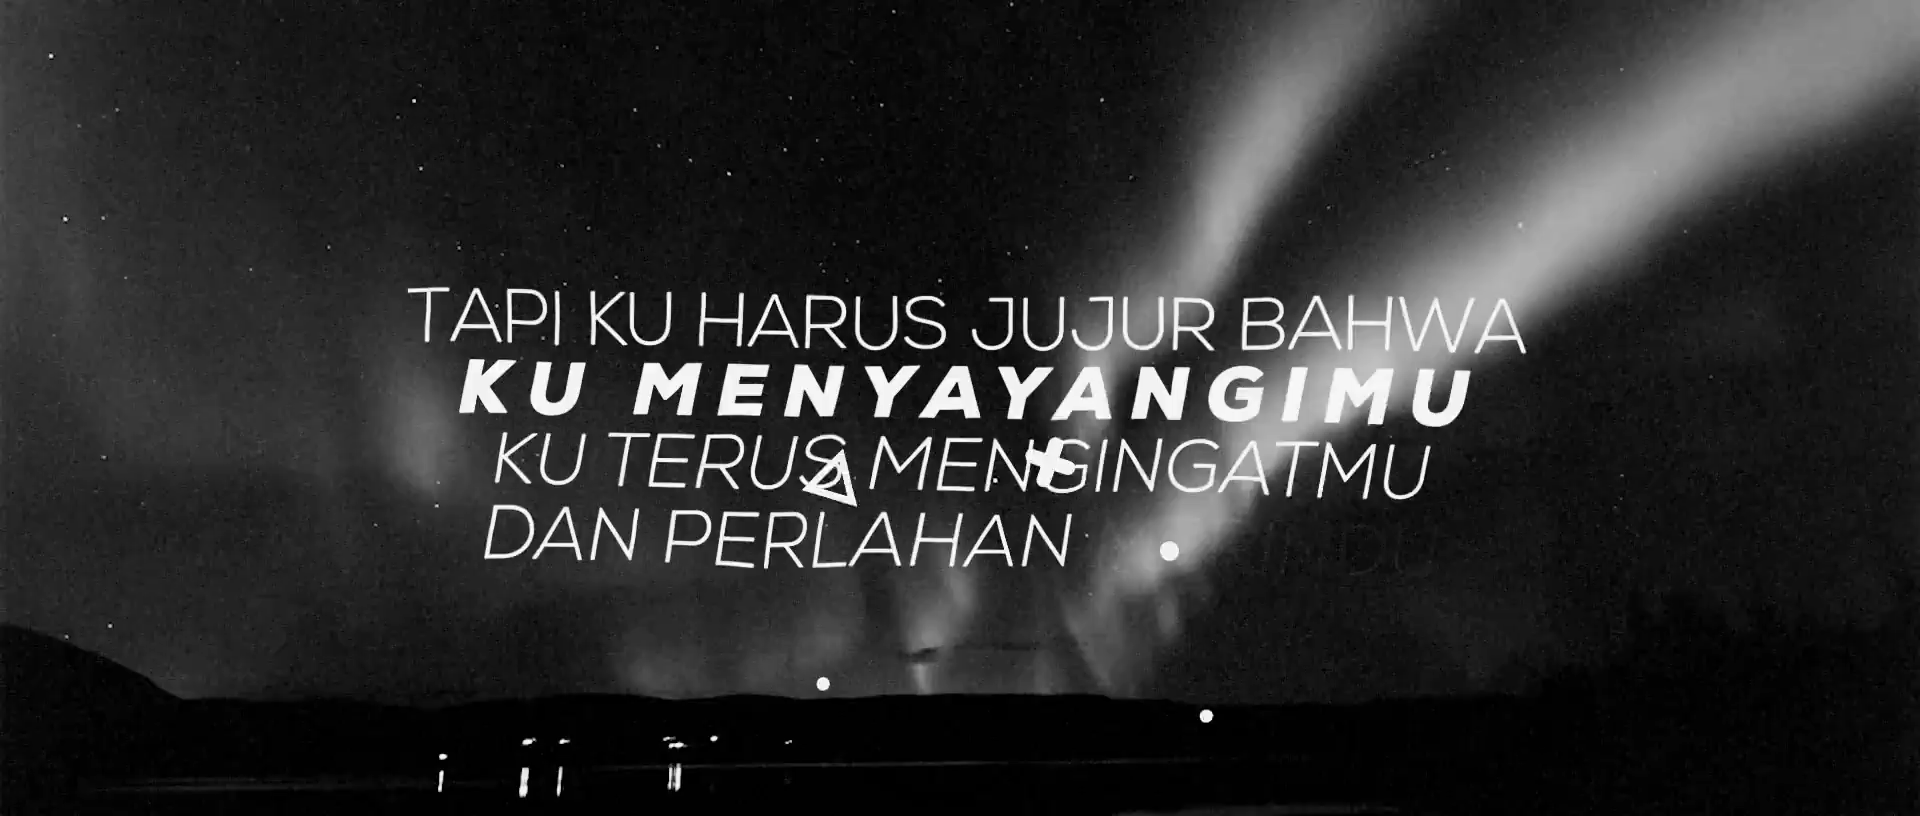 TAPI KU HARUS JUJUR BAHWA
KU MENYAYANGIMU
KU TERUS MENGINGATMU
DAN PERLAHAN